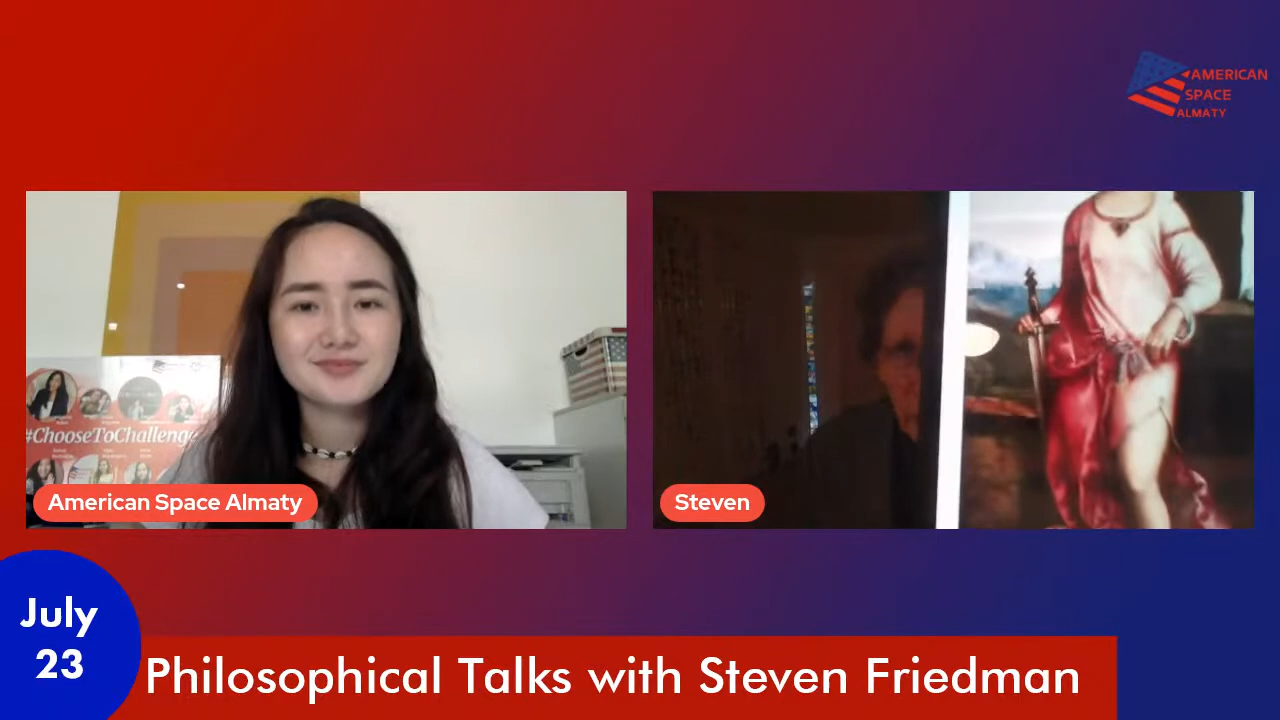 AMERICAN
SPACE
ALMATY
#ChooseToChallenge
American Space Almaty
Steven
July
23
Philosophical Talks with Steven Friedman